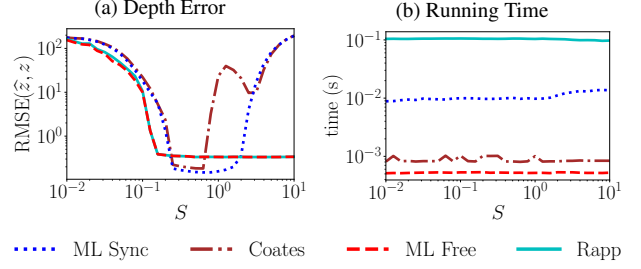 (a) Depth Error
(b) Running Time
RMSE(ẑ, z)
10²
10⁰
10⁻²
10⁻¹
10⁰
10¹
S
time (s)
10⁻¹
10⁻²
10⁻³
10⁻²
10⁻¹
10⁰
10¹
S
ML Sync
Coates
ML Free
Rapp